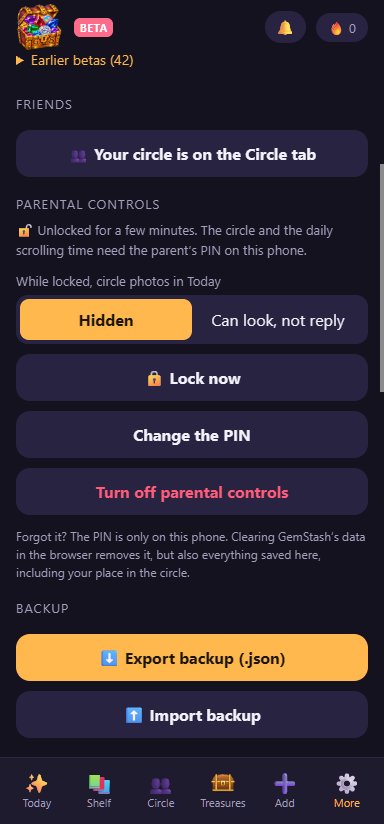 BETA
0
Earlier betas (42)
FRIENDS
Your circle is on the Circle tab
PARENTAL CONTROLS
Unlocked for a few minutes. The circle and the daily
scrolling time need the parent's PIN on this phone.
While locked, circle photos in Today
Hidden
Can look, not reply
Lock now
Change the PIN
Turn off parental controls
Forgot it? The PIN is only on this phone. Clearing GemStash's data
in the browser removes it, but also everything saved here,
including your place in the circle.
BACKUP
Export backup (.json)
Import backup
Today
Shelf
Circle
Treasures
Add
More